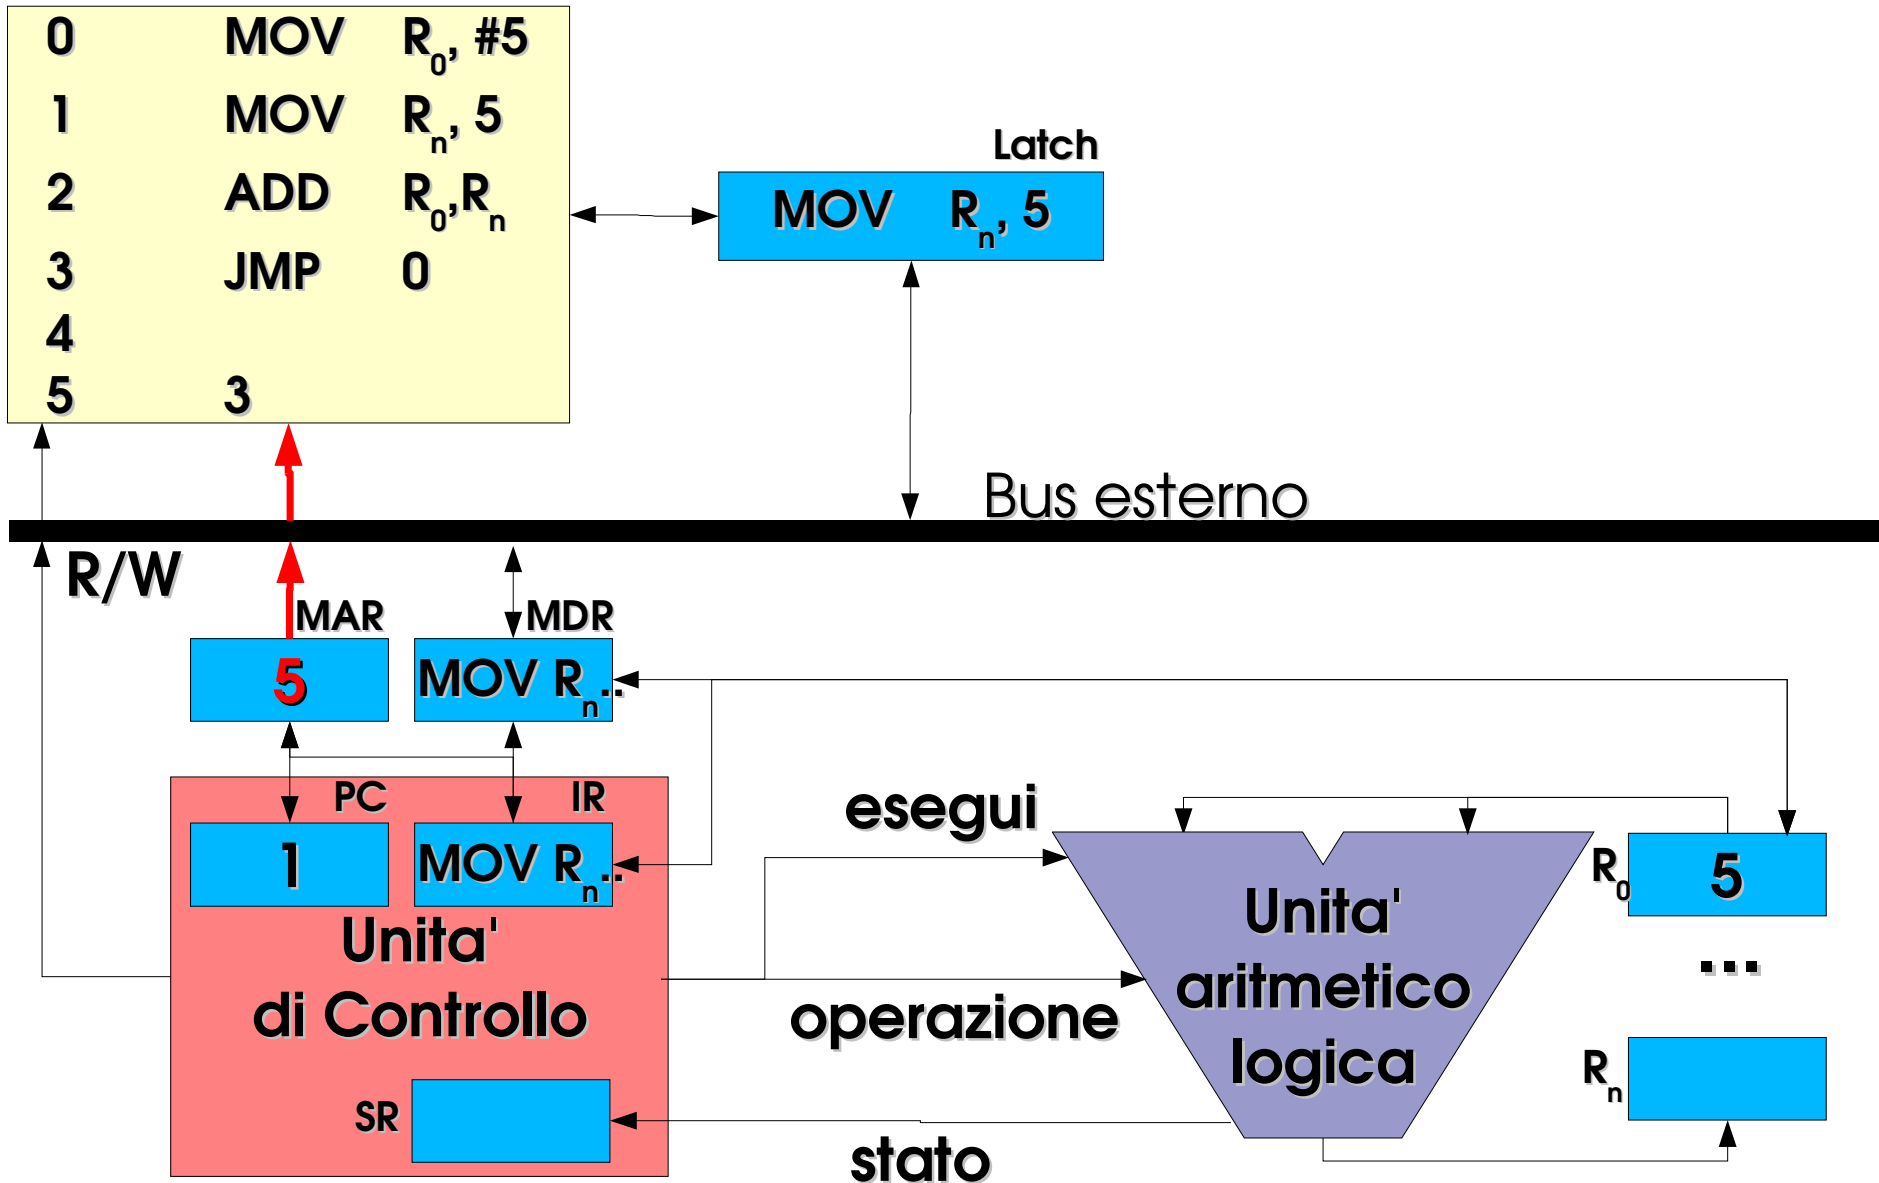 0 MOV R0, #5
1 MOV Rn, 5
2 ADD R0,Rn
3 JMP 0
4
5 3
Latch
MOV Rn, 5
Bus esterno
R/W
MAR
MDR
5
MOV Rn..
PC
IR
1
MOV Rn..
Unita'
di Controllo
SR
esegui
operazione
stato
Unita'
aritmetico
logica
R0
5
...
Rn